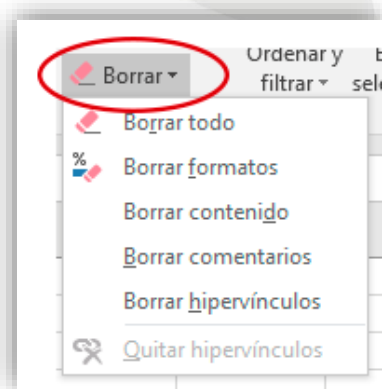 Borrar
Ordenar y
filtrar
Borrar todo
% Borrar formatos
Borrar contenido
Borrar comentarios
Borrar hipervínculos
Quitar hipervínculos